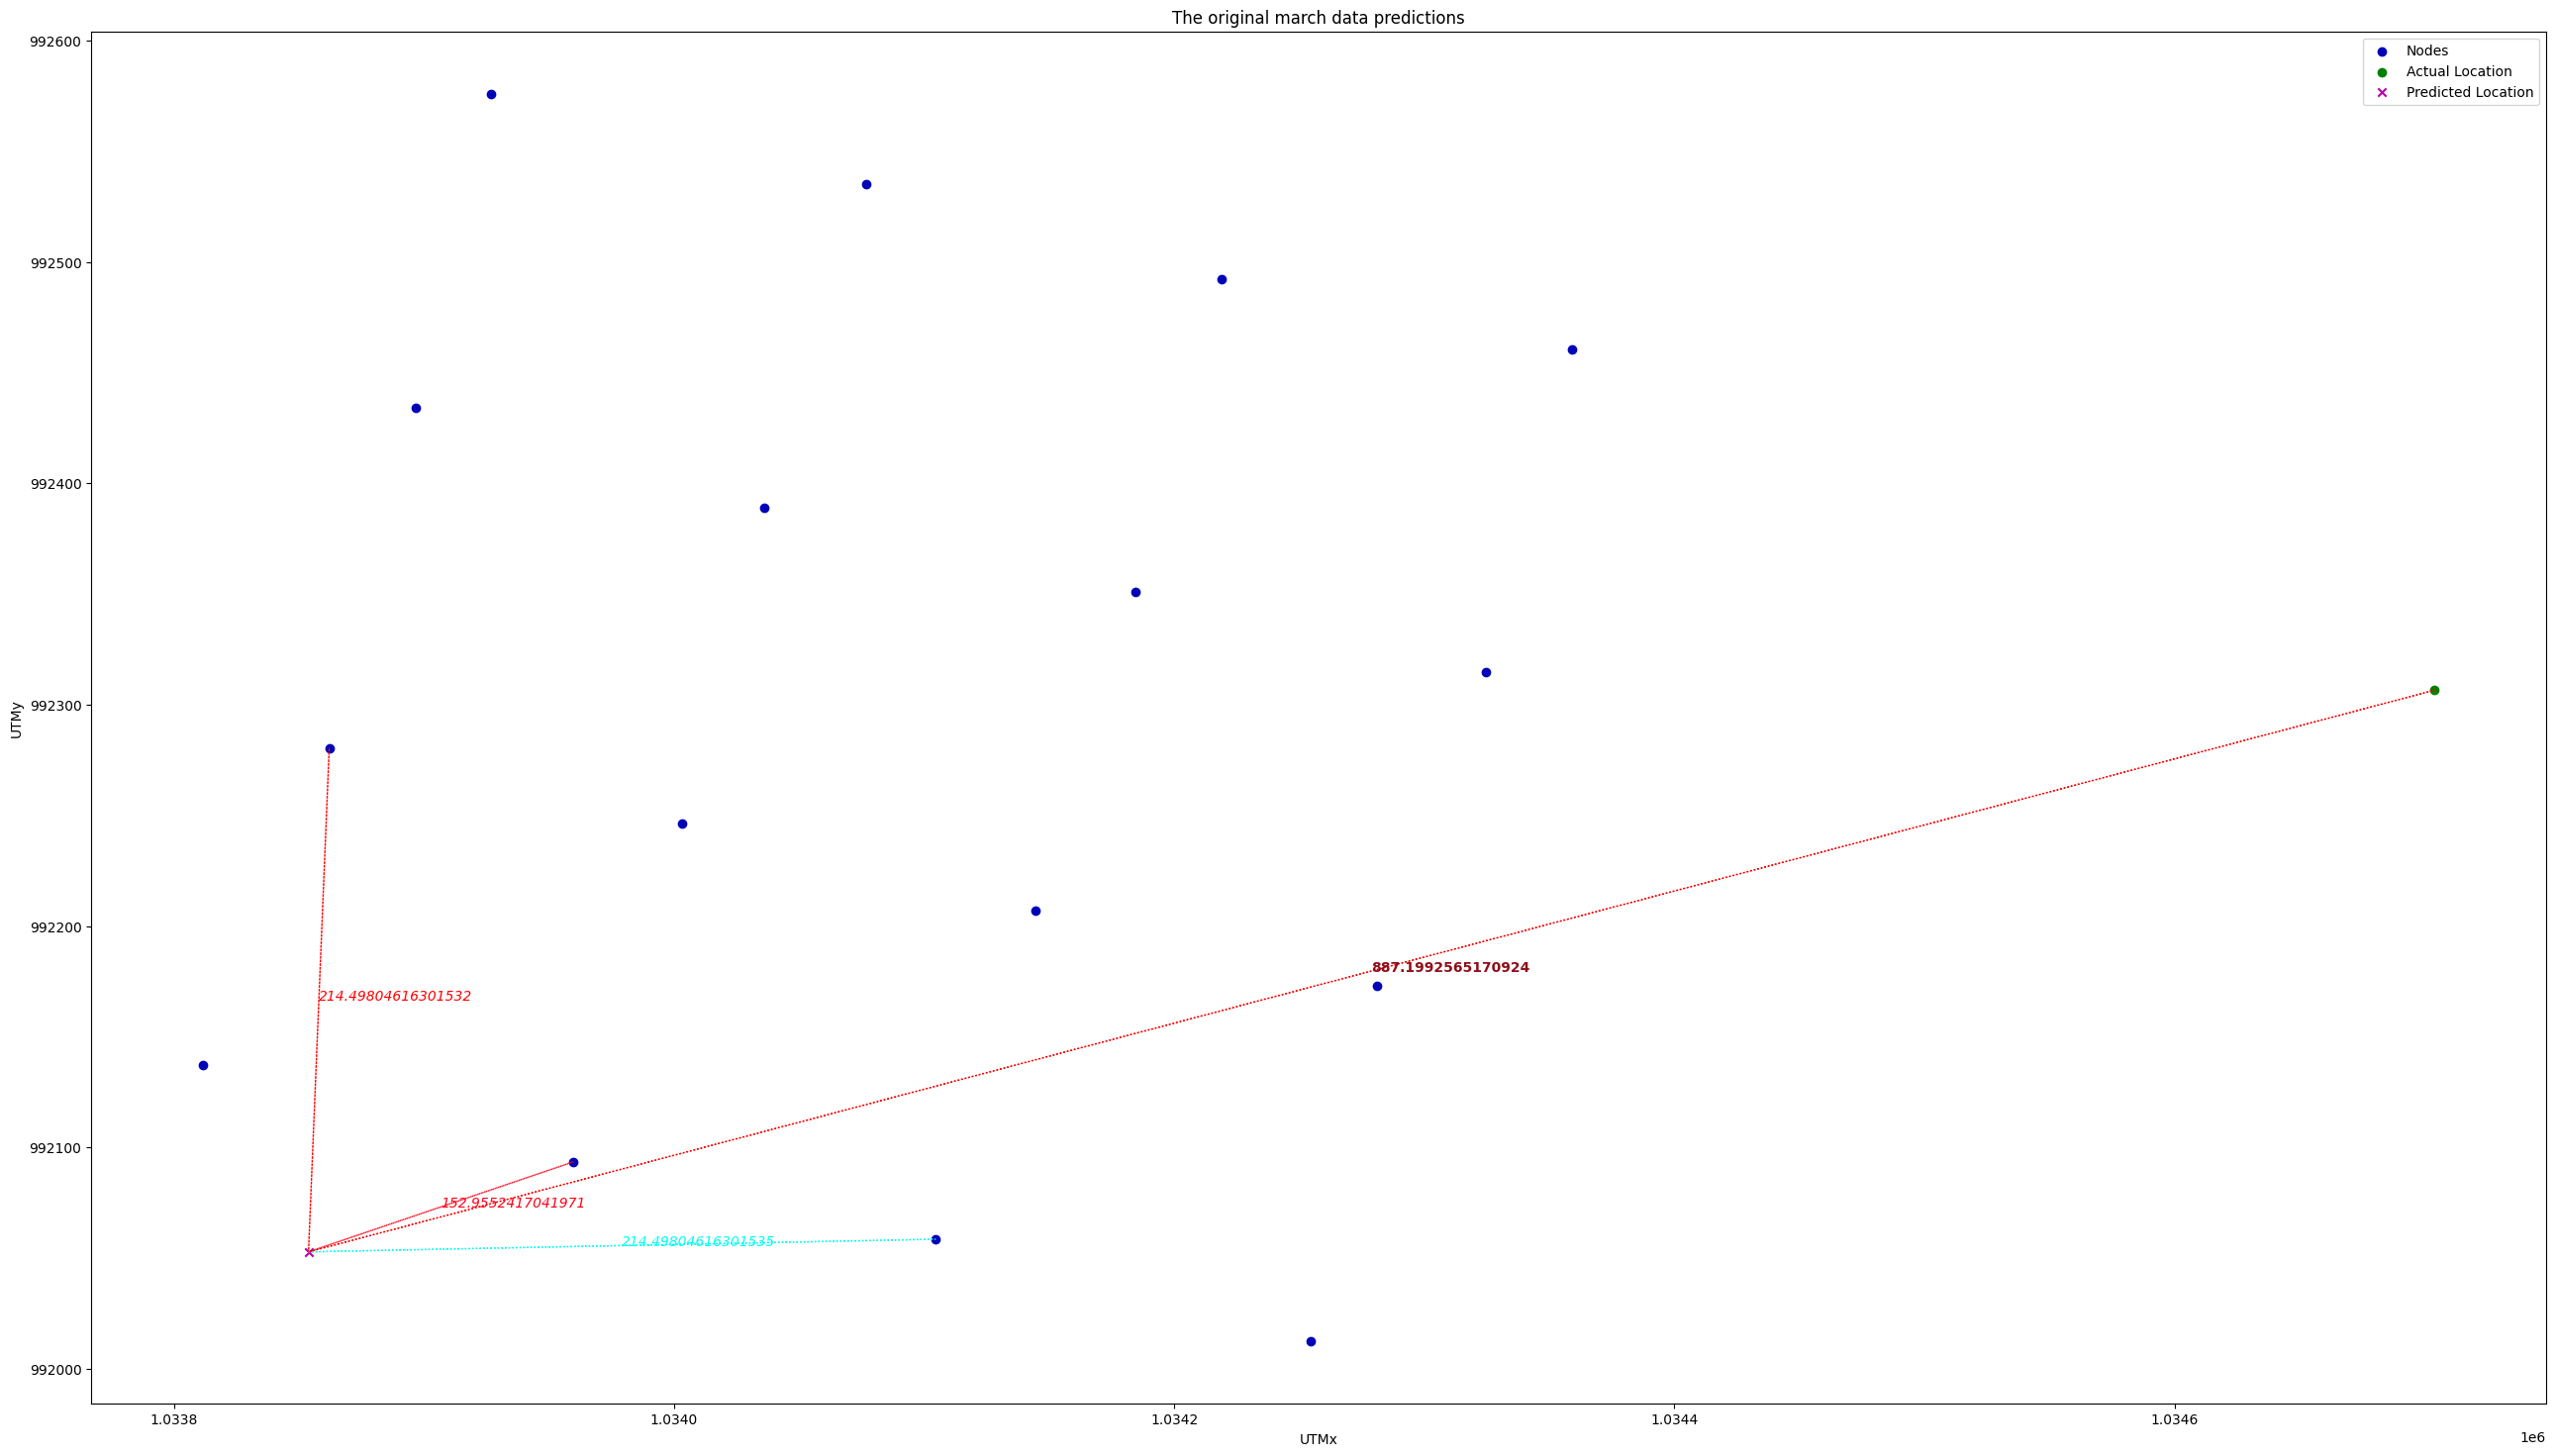 The original march data predictions
992600
992500
992400
992300
992200
992100
992000
UTMy
Nodes
Actual Location
Predicted Location
887.1992565170924
214.49804616301532
152.9552417041971
214.49804616301535
1.0338
1.0340
1.0342
1.0344
1.0346
1e6
UTMx